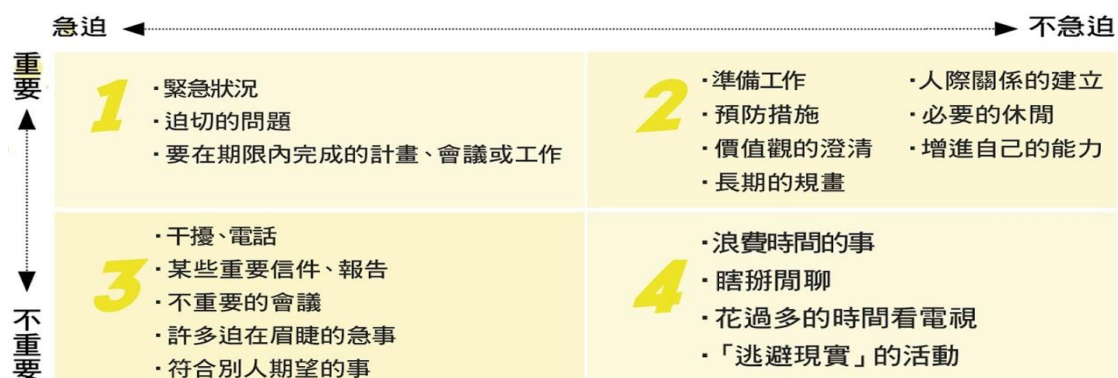 急迫 不急迫
重要
1
・緊急狀況
・迫切的問題
・要在期限內完成的計畫、會議或工作
2
・準備工作 ・人際關係的建立
・預防措施 ・必要的休閒
・價值觀的澄清 ・增進自己的能力
・長期的規畫
不重要
3
・干擾、電話
・某些重要信件、報告
・不重要的會議
・許多迫在眉睫的急事
・符合別人期望的事
4
・浪費時間的事
・瞎掰閒聊
・花過多的時間看電視
・「逃避現實」的活動